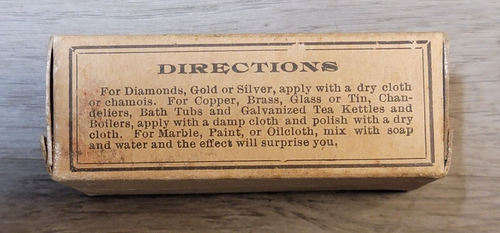 DIRECTIONS
For Diamonds, Gold or Silver, apply with a dry cloth
or chamois. For Copper, Brass, Glass or Tin, Chan-
deliers, Bath Tubs and Galvanized Tea Kettles and
Boilers, apply with a damp cloth and polish with a dry
cloth. For Marble, Paint, or Oilcloth, mix with soap
and water and the effect will surprise you.